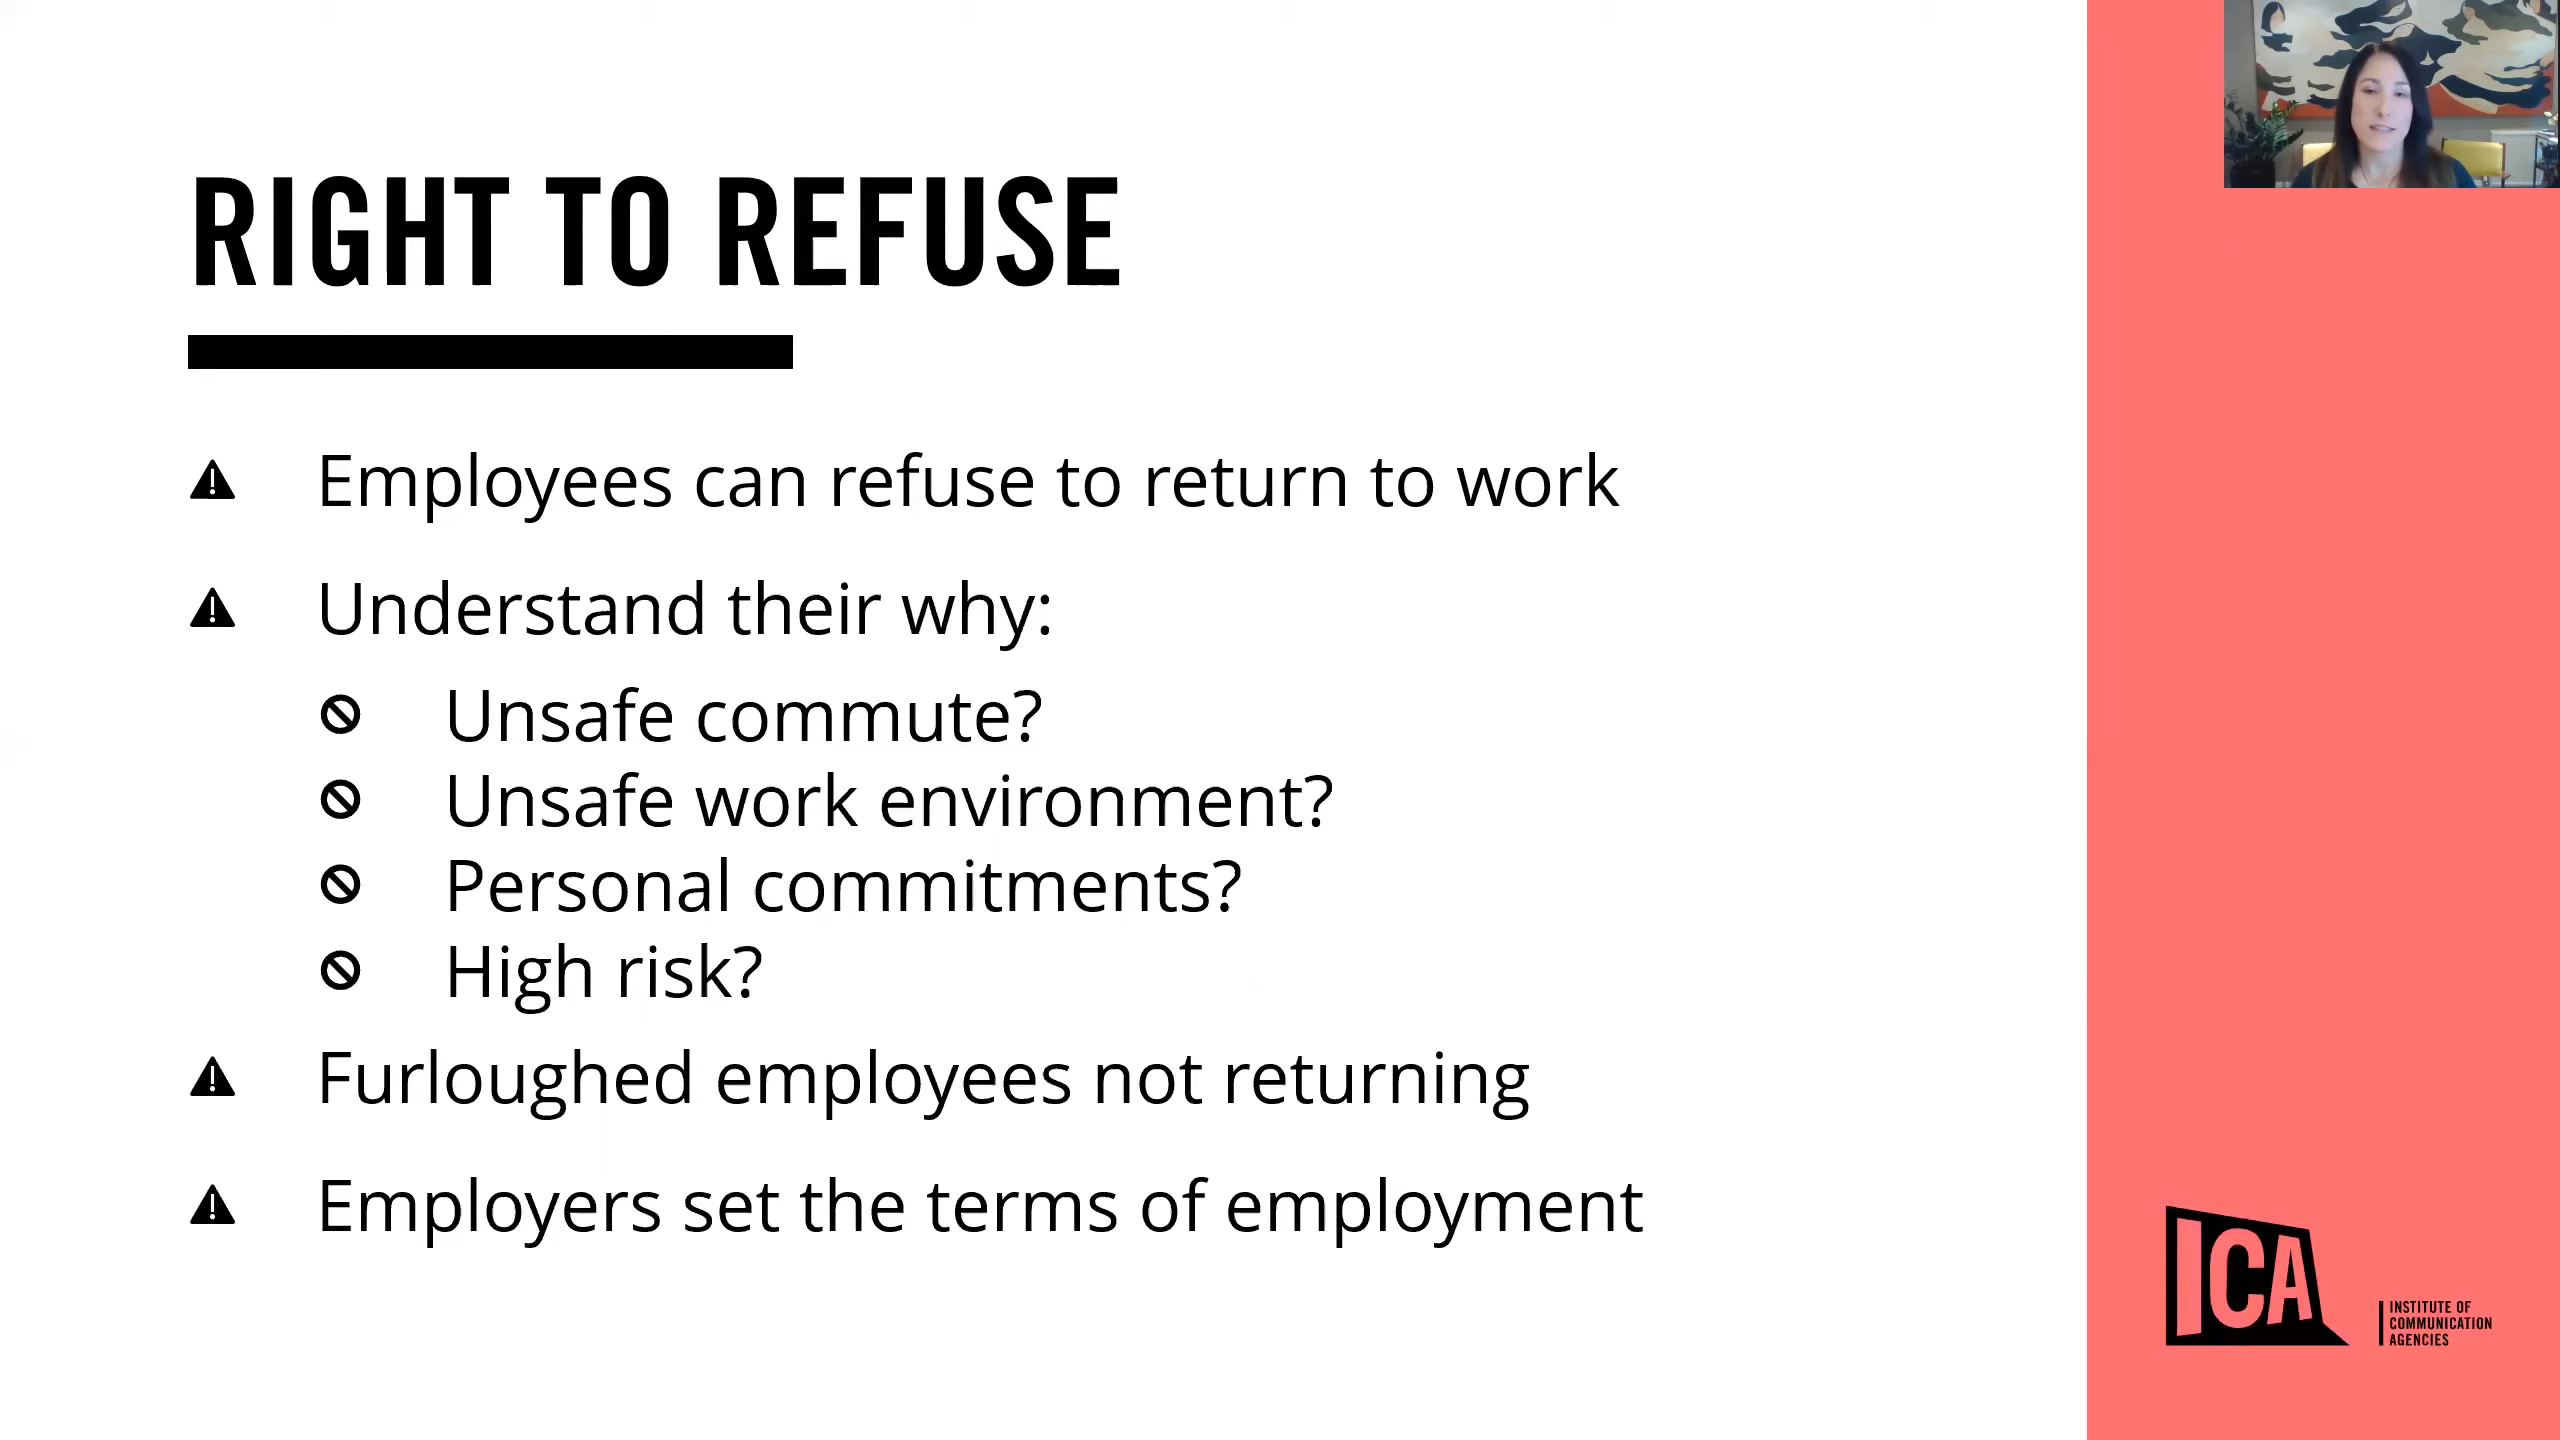 RIGHT TO REFUSE
Employees can refuse to return to work
Understand their why:
Unsafe commute?
Unsafe work environment?
Personal commitments?
High risk?
Furloughed employees not returning
Employers set the terms of employment
ICA
INSTITUTE OF
COMMUNICATION
AGENCIES